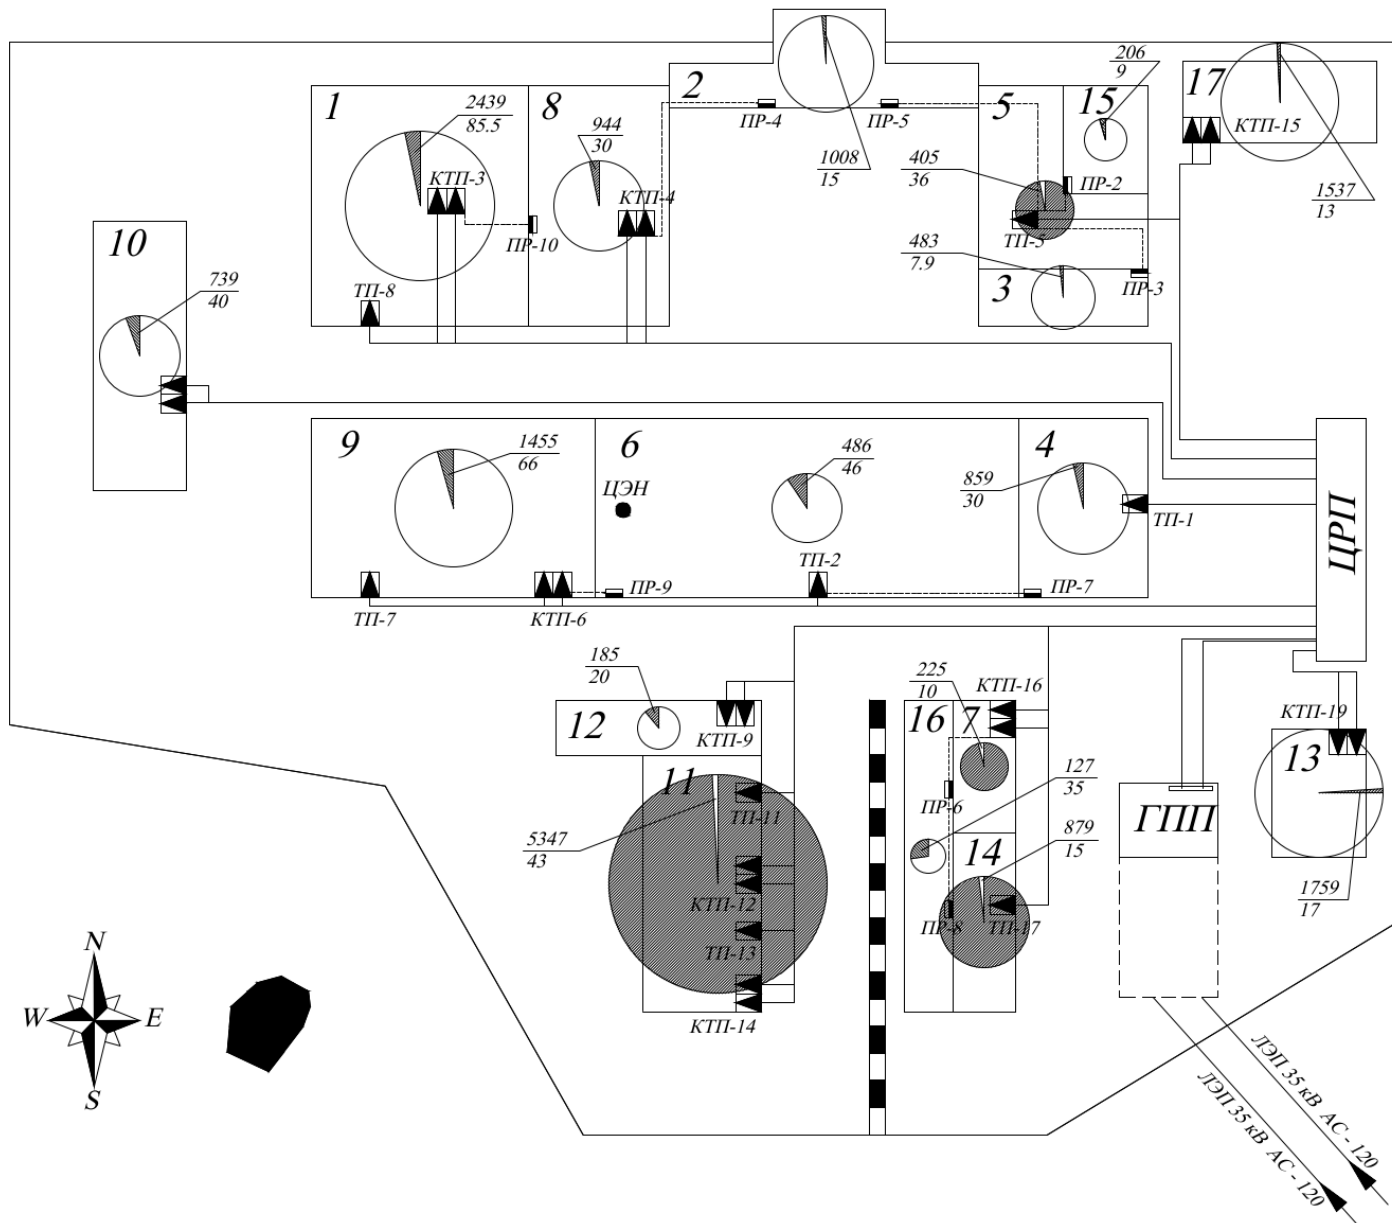 206
9
2
17
1
2439
85.5
8
944
30
5
15
ПР-4
ПР-5
КТП-15
1008
15
405
36
КТП-3
КТП-4
ПР-2
1537
13
10
ПР-10
ТП-5
483
7.9
739
40
ТП-8
3
ПР-3
9
1455
66
6
486
46
4
859
30
ЦЭН
ТП-1
ЦРП
ТП-2
ПР-9
ПР-7
ТП-7
КТП-6
185
20
225
10
КТП-16
12
КТП-9
16
7
КТП-19
13
11
ТП-11
127
35
ПР-6
ГПП
5347
43
879
15
14
КТП-12
ПР-8
ТП-17
1759
17
ТП-13
КТП-14
N
W
E
S
ЛЭП 35 кВ АС - 120
ЛЭП 35 кВ АС - 120